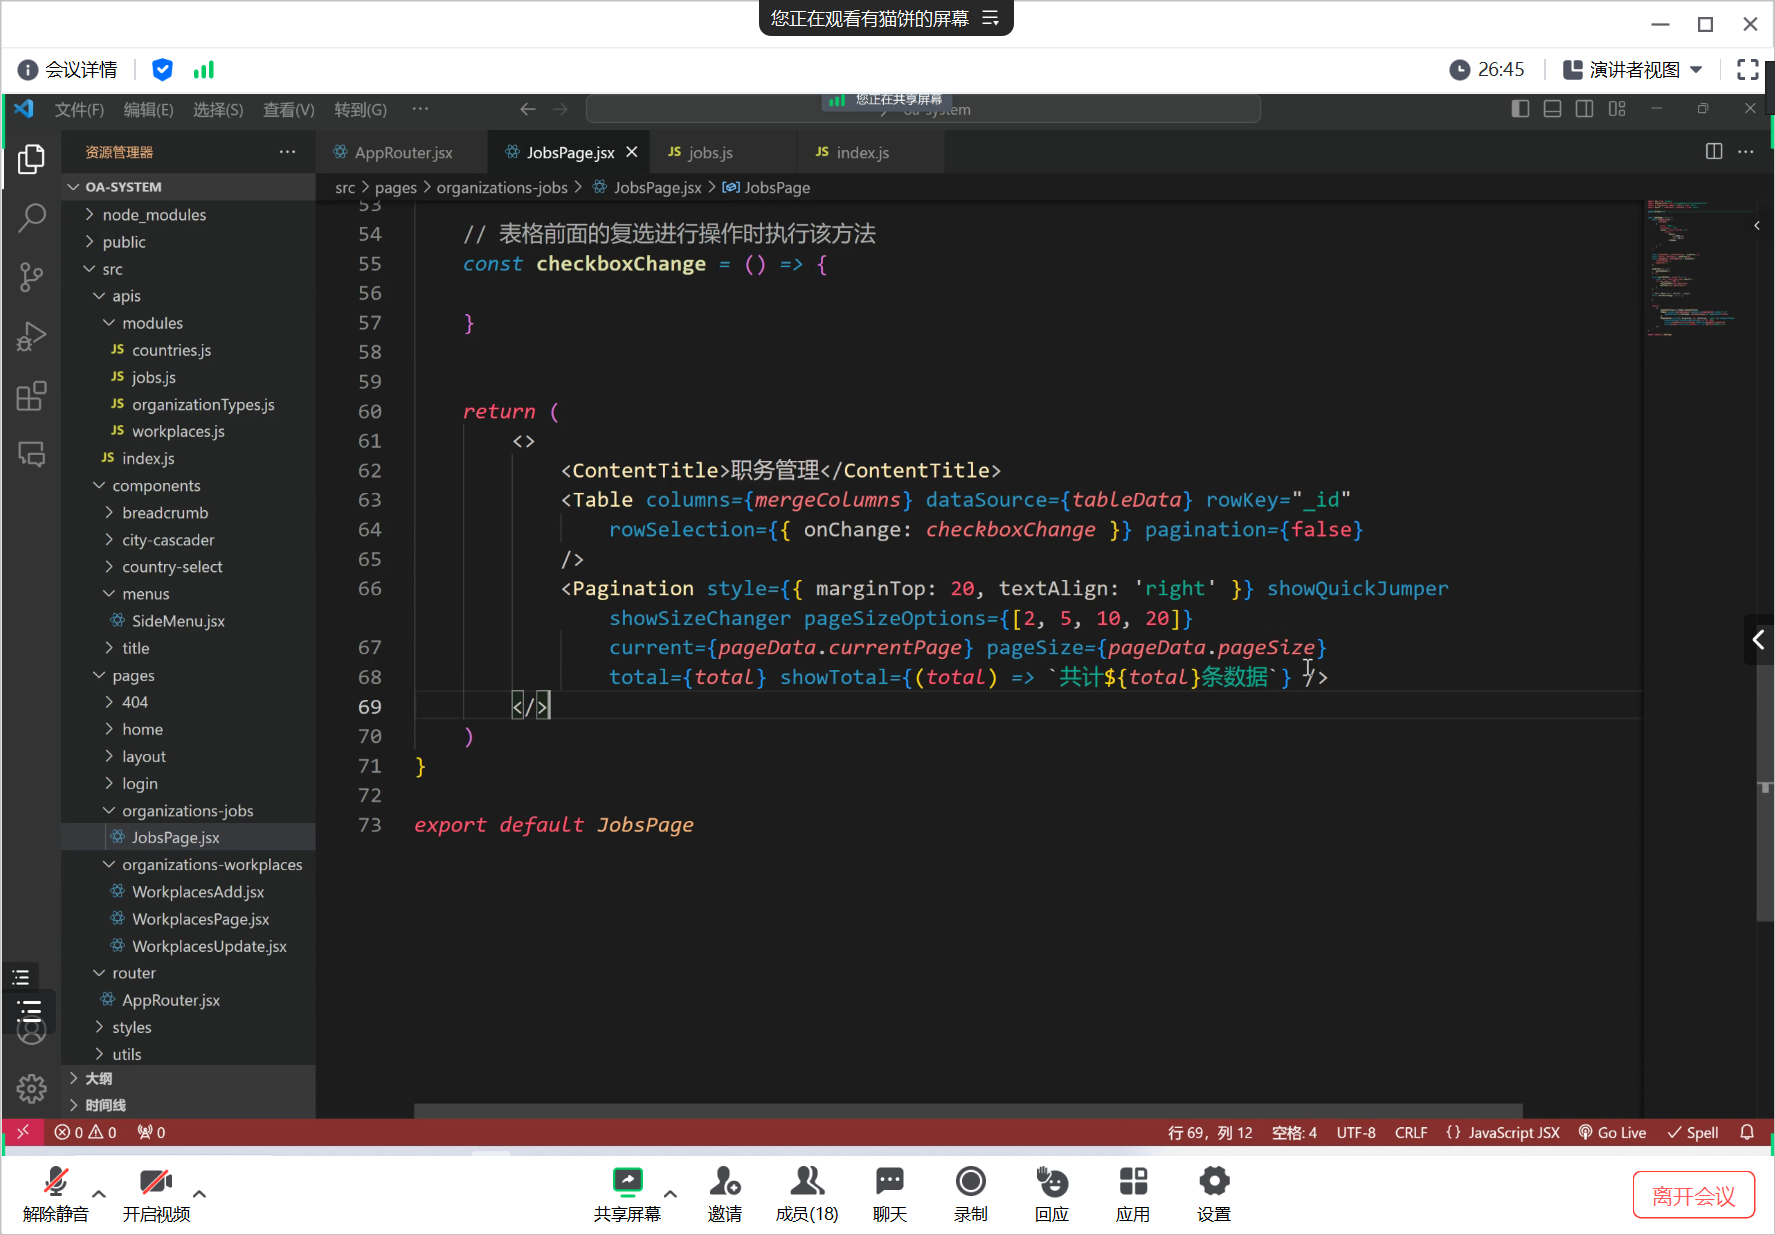 您正在观看有猫饼的屏幕
会议详情
26:45
演讲者视图
文件(F) 编辑(E) 选择(S) 查看(V) 转到(G) ···
您正在共享屏幕
oa-system
资源管理器 ···
AppRouter.jsx
JobsPage.jsx
JS jobs.js
JS index.js
src > pages > organizations-jobs > JobsPage.jsx > JobsPage
OA-SYSTEM
node_modules
public
src
apis
modules
JS countries.js
JS jobs.js
JS organizationTypes.js
JS workplaces.js
JS index.js
components
breadcrumb
city-cascader
country-select
menus
SideMenu.jsx
title
pages
404
home
layout
login
organizations-jobs
JobsPage.jsx
organizations-workplaces
WorkplacesAdd.jsx
WorkplacesPage.jsx
WorkplacesUpdate.jsx
router
AppRouter.jsx
styles
utils
大纲
时间线
53
54 // 表格前面的复选进行操作时执行该方法
55 const checkboxChange = () => {
56
57 }
58
59
60 return (
61 <>
62 <ContentTitle>职务管理</ContentTitle>
63 <Table columns={mergeColumns} dataSource={tableData} rowKey="_id"
64 rowSelection={{ onChange: checkboxChange }} pagination={false}
65 />
66 <Pagination style={{ marginTop: 20, textAlign: 'right' }} showQuickJumper
showSizeChanger pageSizeOptions={[2, 5, 10, 20]}
67 current={pageData.currentPage} pageSize={pageData.pageSize}
68 total={total} showTotal={(total) => `共计${total}条数据`} />
69 </>
70 )
71 }
72
73 export default JobsPage
0 0 0
行 69，列 12 空格: 4 UTF-8 CRLF {} JavaScript JSX Go Live Spell
解除静音
开启视频
共享屏幕
邀请
成员(18)
聊天
录制
回应
应用
设置
离开会议